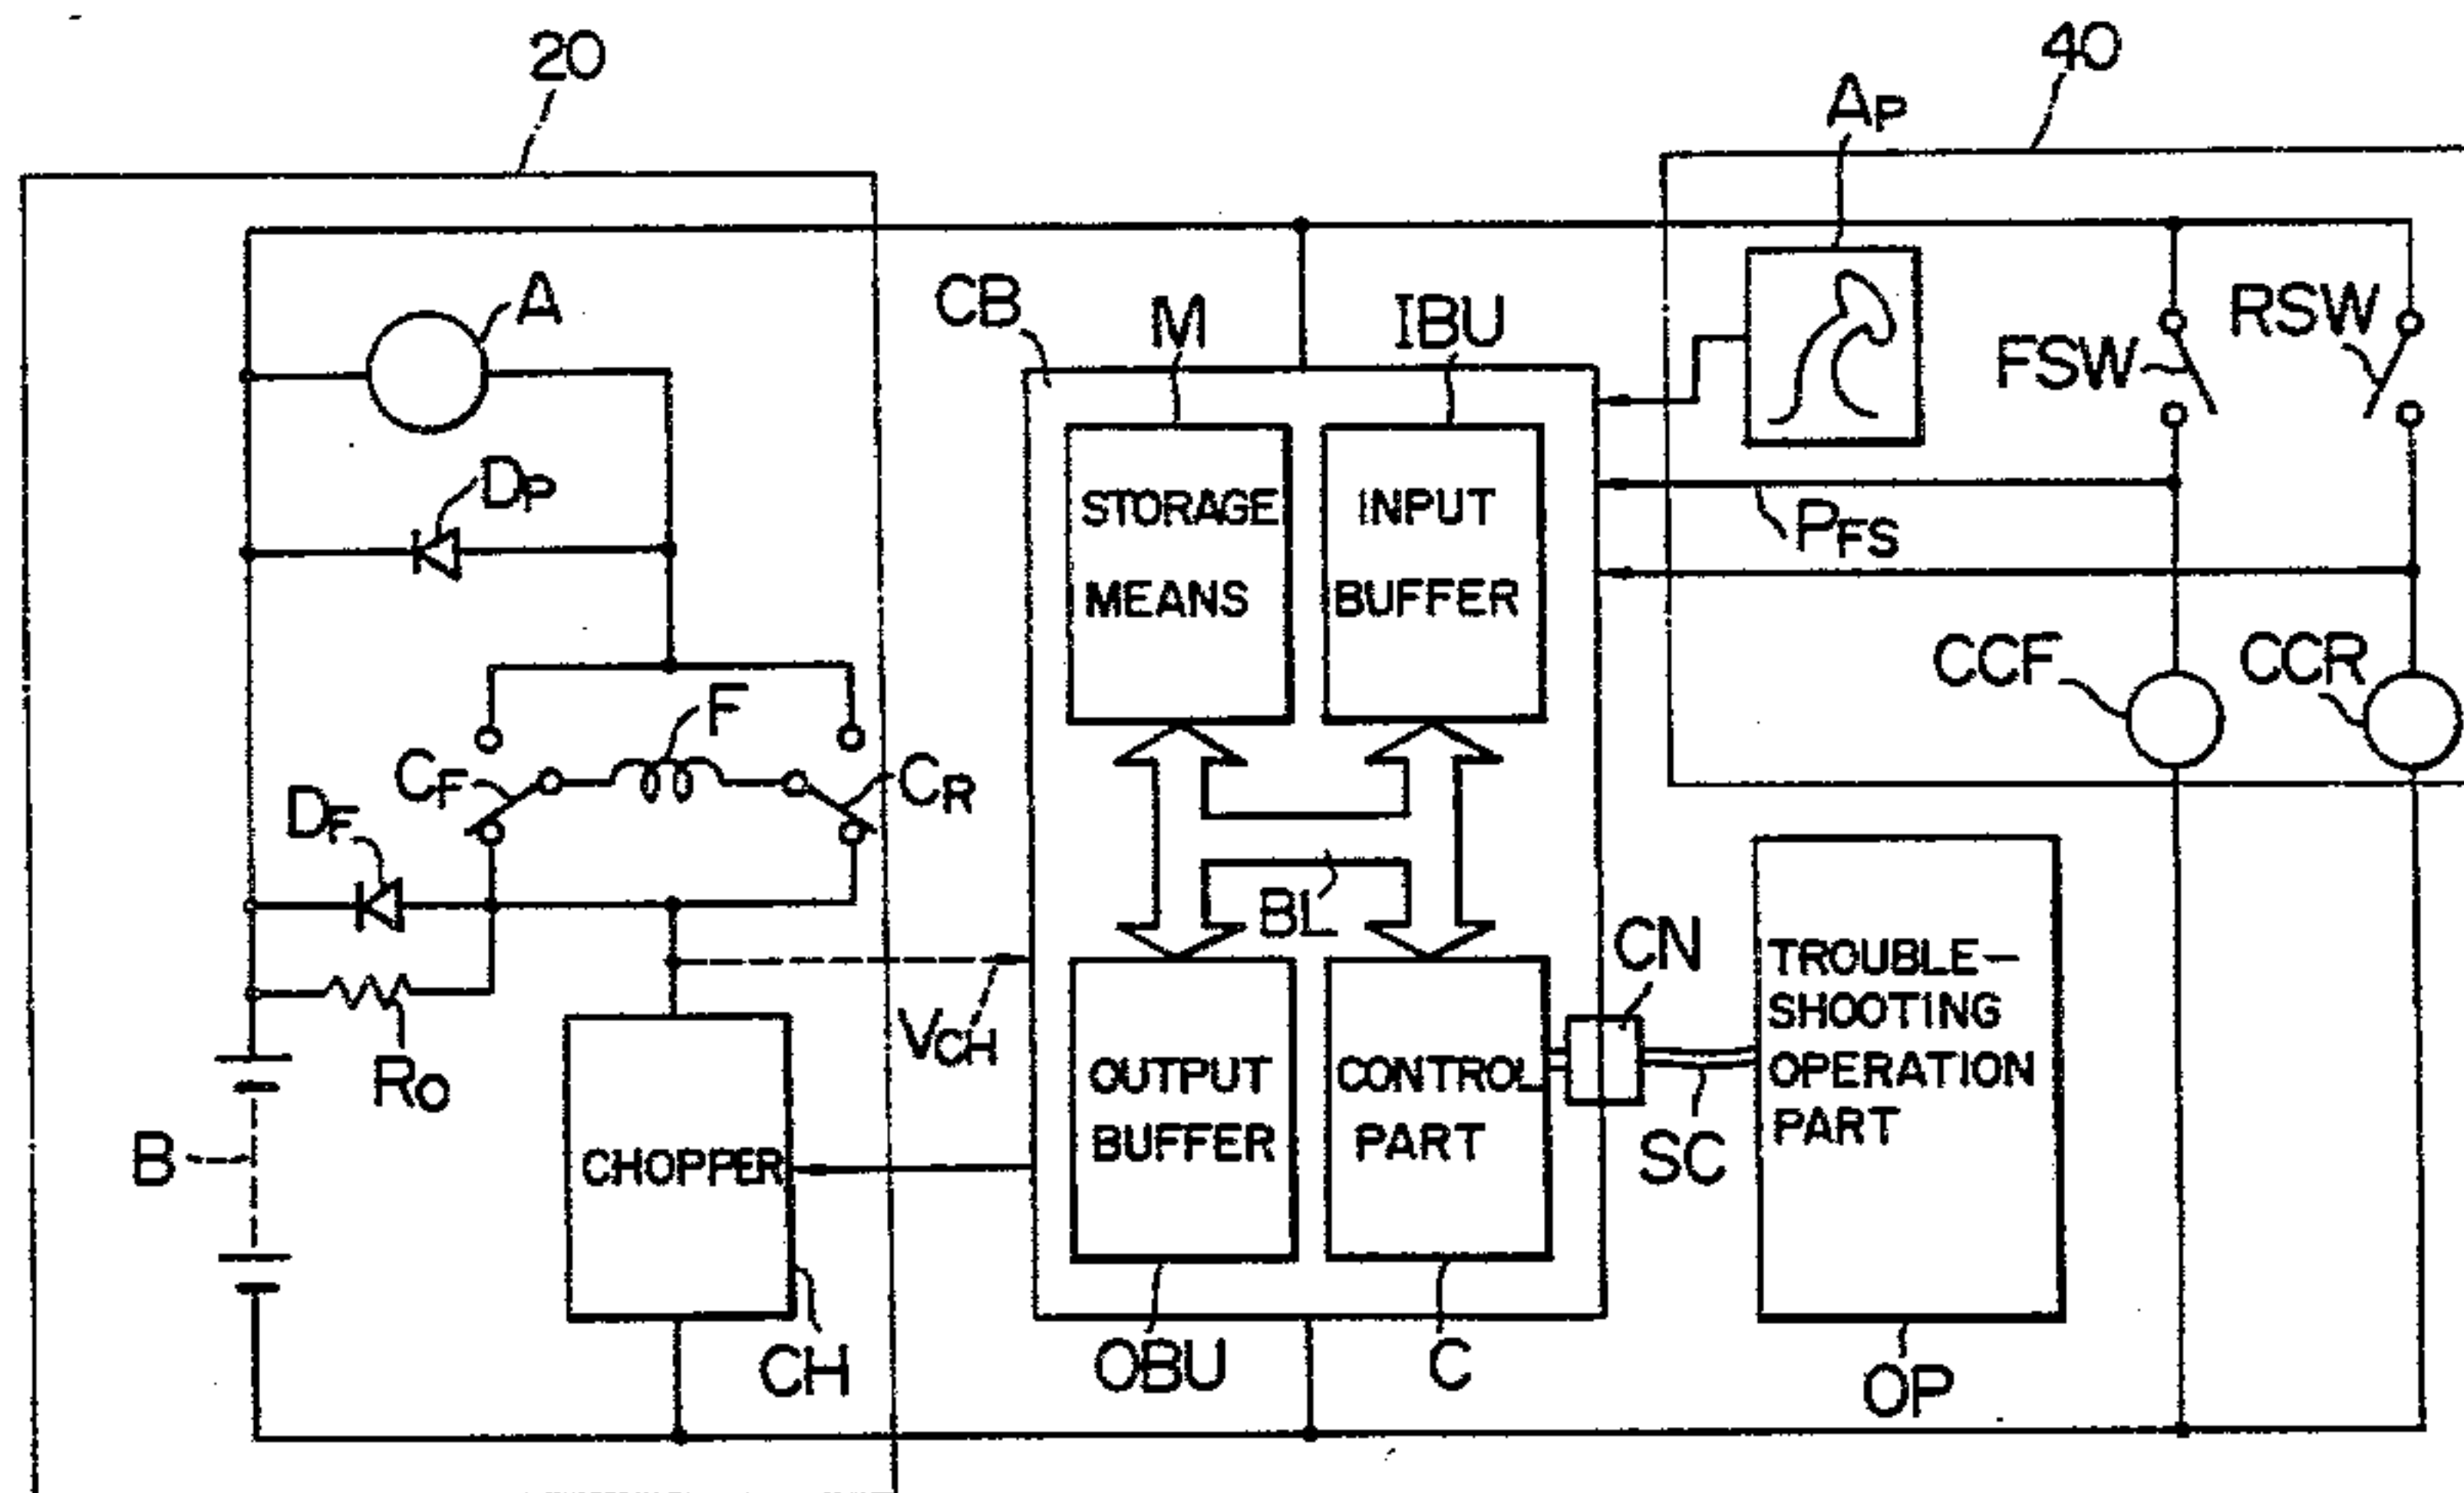 20
40
AP
A
CB
M
IBU
FSW
RSW
DP
STORAGE
MEANS
INPUT
BUFFER
PFS
CCF
CCR
F
CF
CR
DF
BL
CN
VCH
RO
B
CHOPPER
OUTPUT
BUFFER
CONTROL
PART
SC
TROUBLE-
SHOOTING
OPERATION
PART
CH
OBU
C
OP